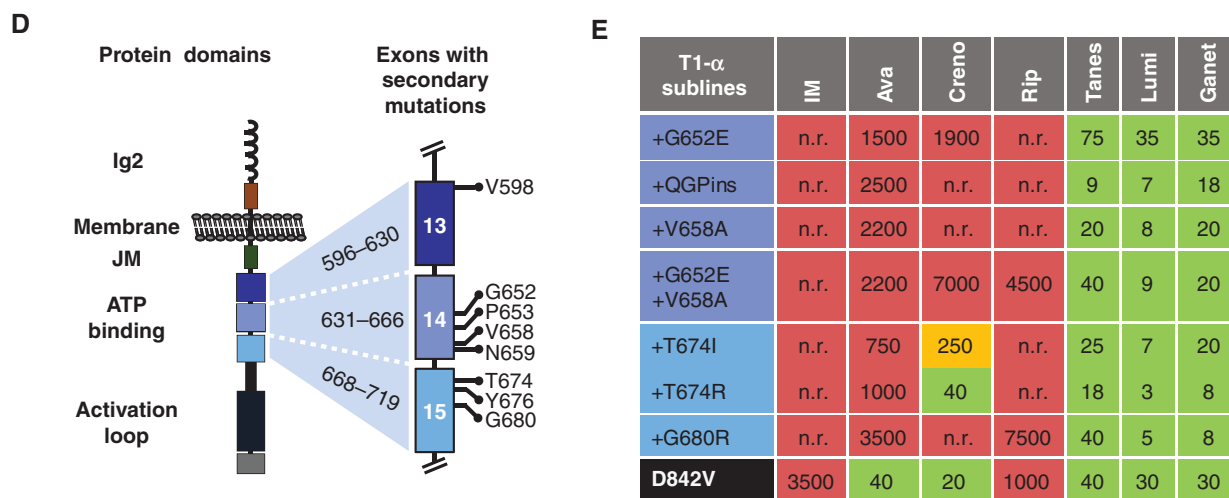 D
Protein domains
Exons with
secondary
mutations
Ig2
Membrane
JM
ATP
binding
Activation
loop
596–630
631–666
668–719
13
14
15
V598
G652
P653
V658
N659
T674
Y676
G680
E
T1-α sublines IM Ava Creno Rip Tanes Lumi Ganet
+G652E n.r. 1500 1900 n.r. 75 35 35
+QGPins n.r. 2500 n.r. n.r. 9 7 18
+V658A n.r. 2200 n.r. n.r. 20 8 20
+G652E +V658A n.r. 2200 7000 4500 40 9 20
+T674I n.r. 750 250 n.r. 25 7 20
+T674R n.r. 1000 40 n.r. 18 3 8
+G680R n.r. 3500 n.r. 7500 40 5 8
D842V 3500 40 20 1000 40 30 30